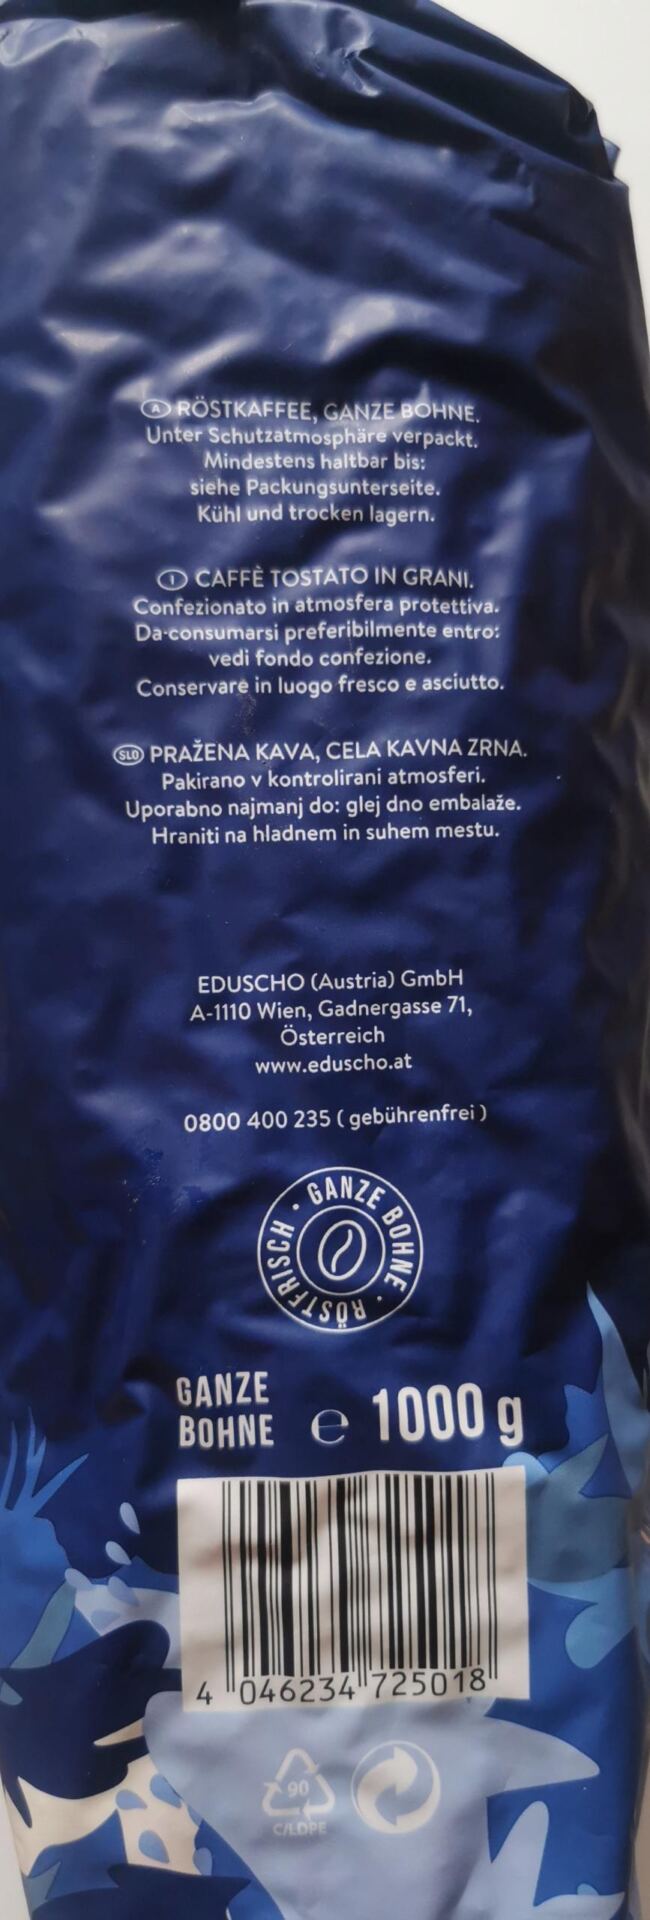 A RÖSTKAFFEE, GANZE BOHNE.
Unter Schutzatmosphäre verpackt.
Mindestens haltbar bis:
siehe Packungsunterseite.
Kühl und trocken lagern.
I CAFFÈ TOSTATO IN GRANI.
Confezionato in atmosfera protettiva.
Da consumarsi preferibilmente entro:
vedi fondo confezione.
Conservare in luogo fresco e asciutto.
SLO PRAŽENA KAVA, CELA KAVNA ZRNA.
Pakirano v kontrolirani atmosferi.
Uporabno najmanj do: glej dno embalaže.
Hraniti na hladnem in suhem mestu.
EDUSCHO (Austria) GmbH
A-1110 Wien, Gadnergasse 71,
Österreich
www.eduscho.at
0800 400 235 ( gebührenfrei )
GANZE BOHNE · RÖSTFRISCH ·
GANZE
BOHNE e 1000 g
4 046234 725018
90
C/LDPE